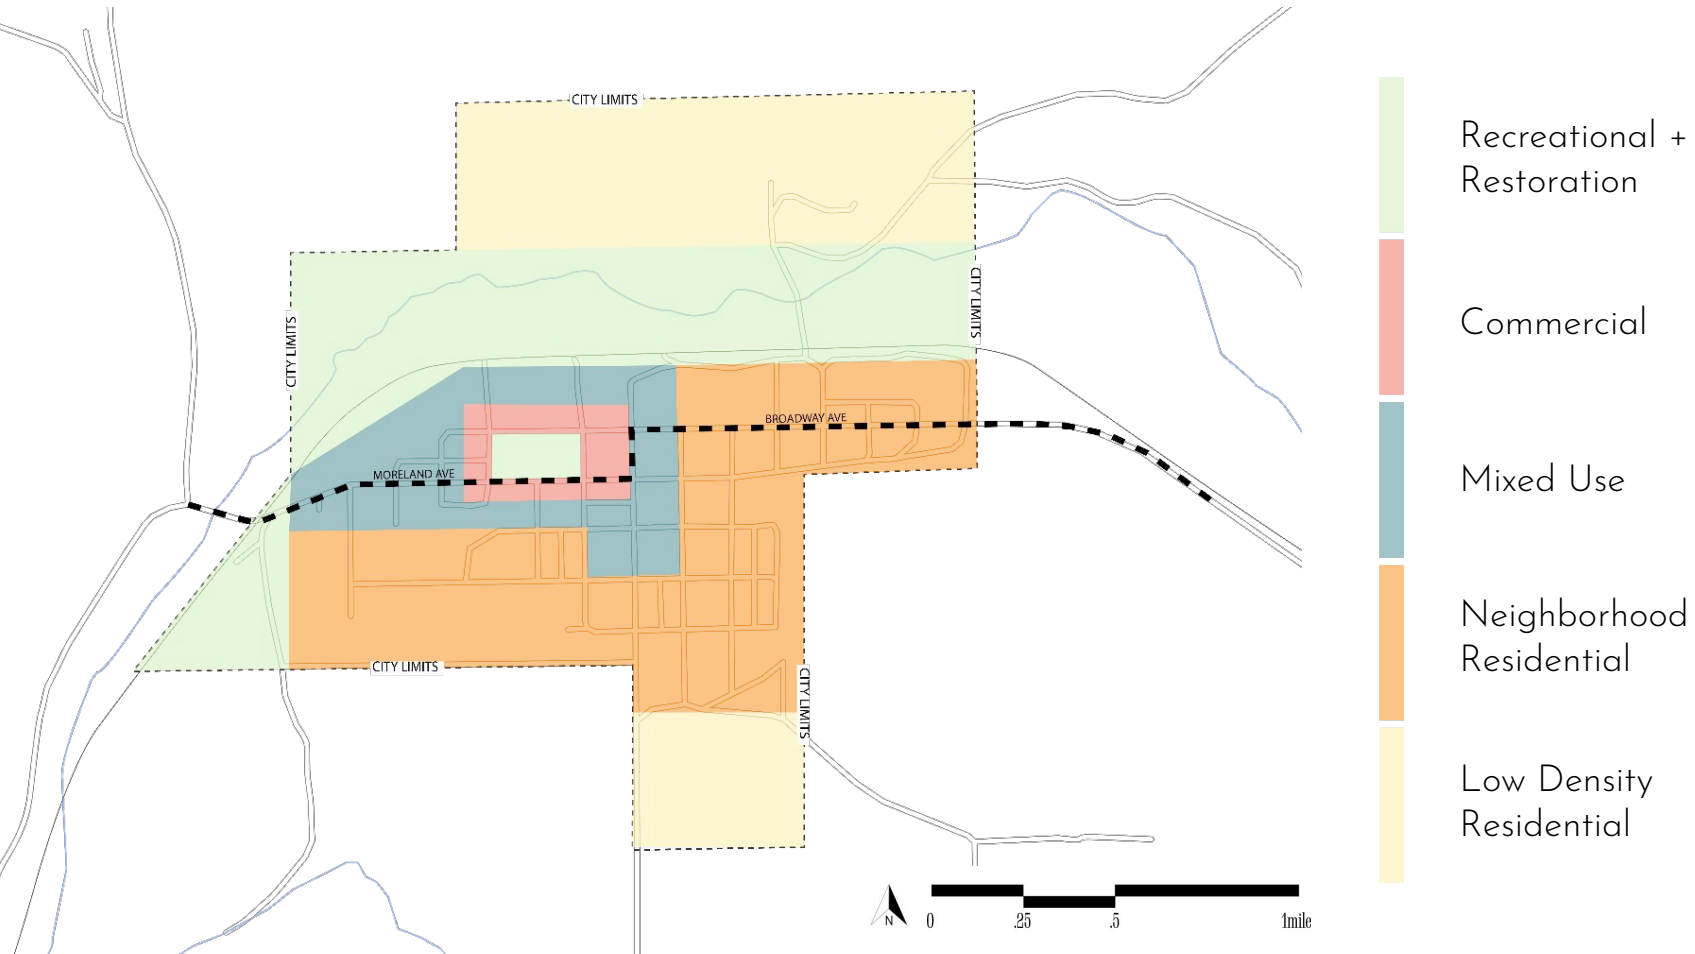 CITY LIMITS
CITY LIMITS
CITY LIMITS
BROADWAY AVE
MORELAND AVE
CITY LIMITS
CITY LIMITS
N
0
.25
.5
1mile
Recreational +
Restoration
Commercial
Mixed Use
Neighborhood
Residential
Low Density
Residential